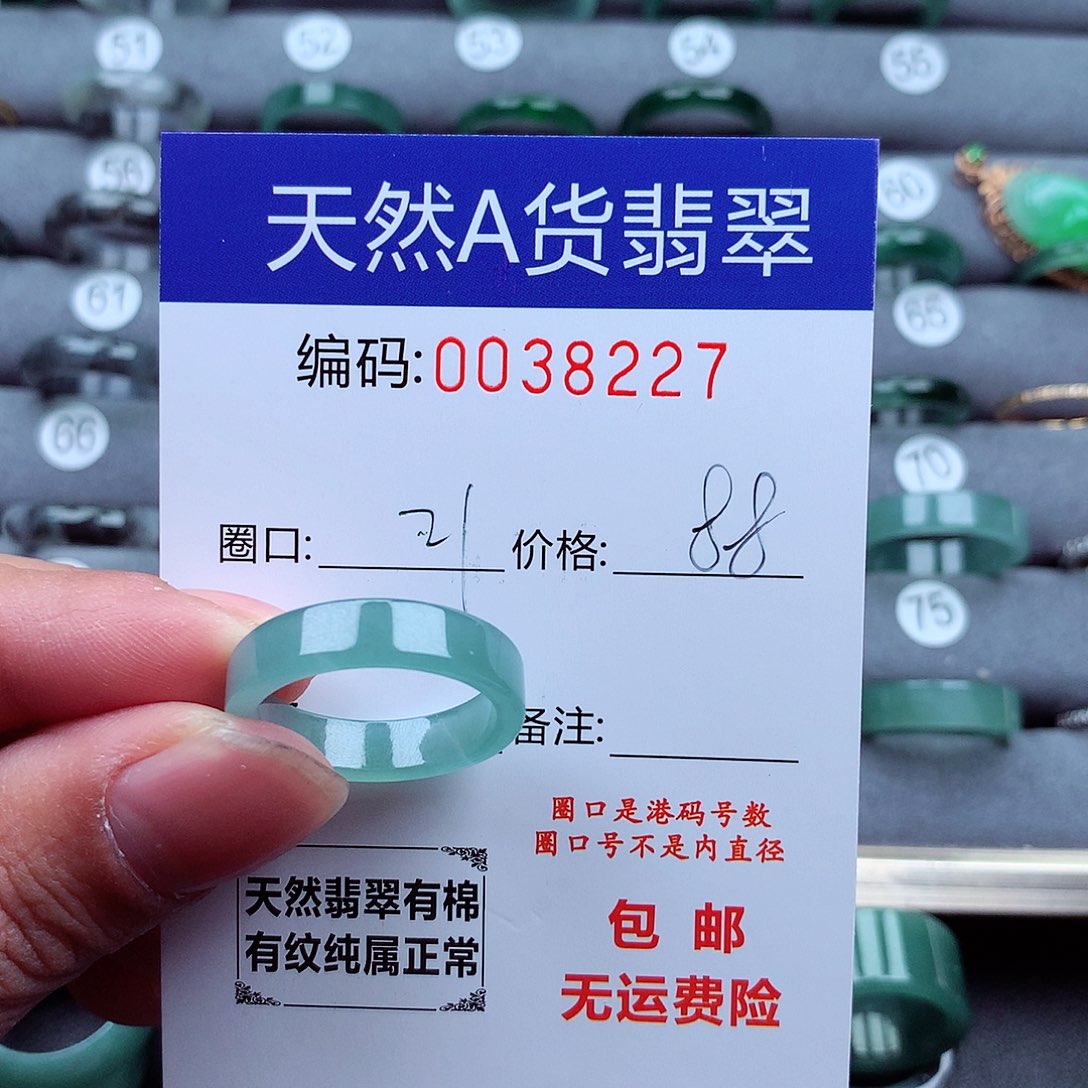 51
52
53
54
55
56
60
61
65
66
70
75
天然A货翡翠
编码:0038227
圈口: 21 价格: 88
备注:
圈口是港码号数
圈口号不是内直径
天然翡翠有棉
有纹纯属正常
包 邮
无运费险